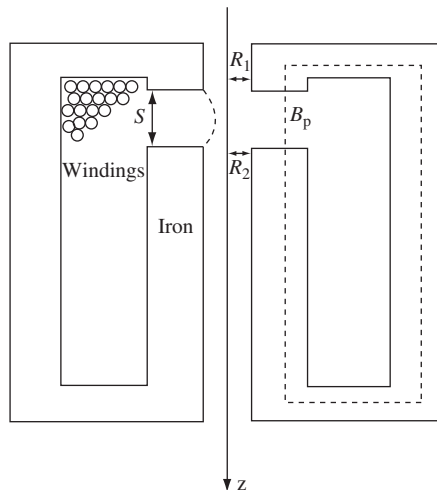 R₁
S
Bₚ
Windings
R₂
Iron
z